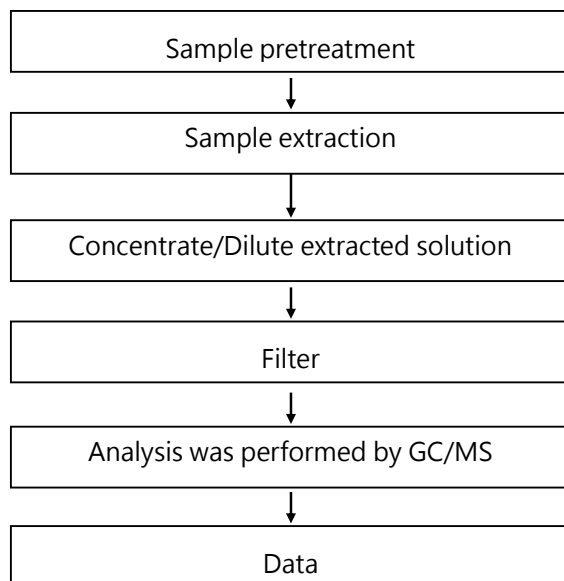 Sample pretreatment
Sample extraction
Concentrate/Dilute extracted solution
Filter
Analysis was performed by GC/MS
Data